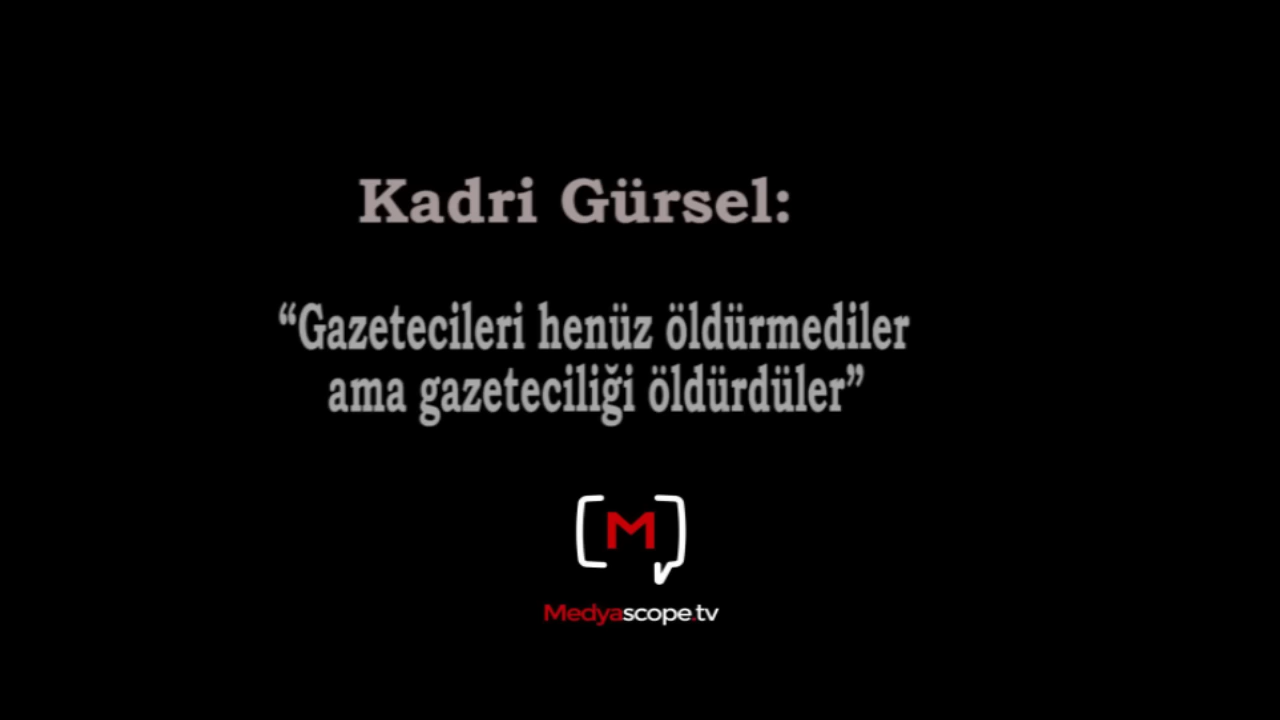 Kadri Gürsel:
“Gazetecileri henüz öldürmediler
ama gazeteciliği öldürdüler”
M
Medyascope.tv